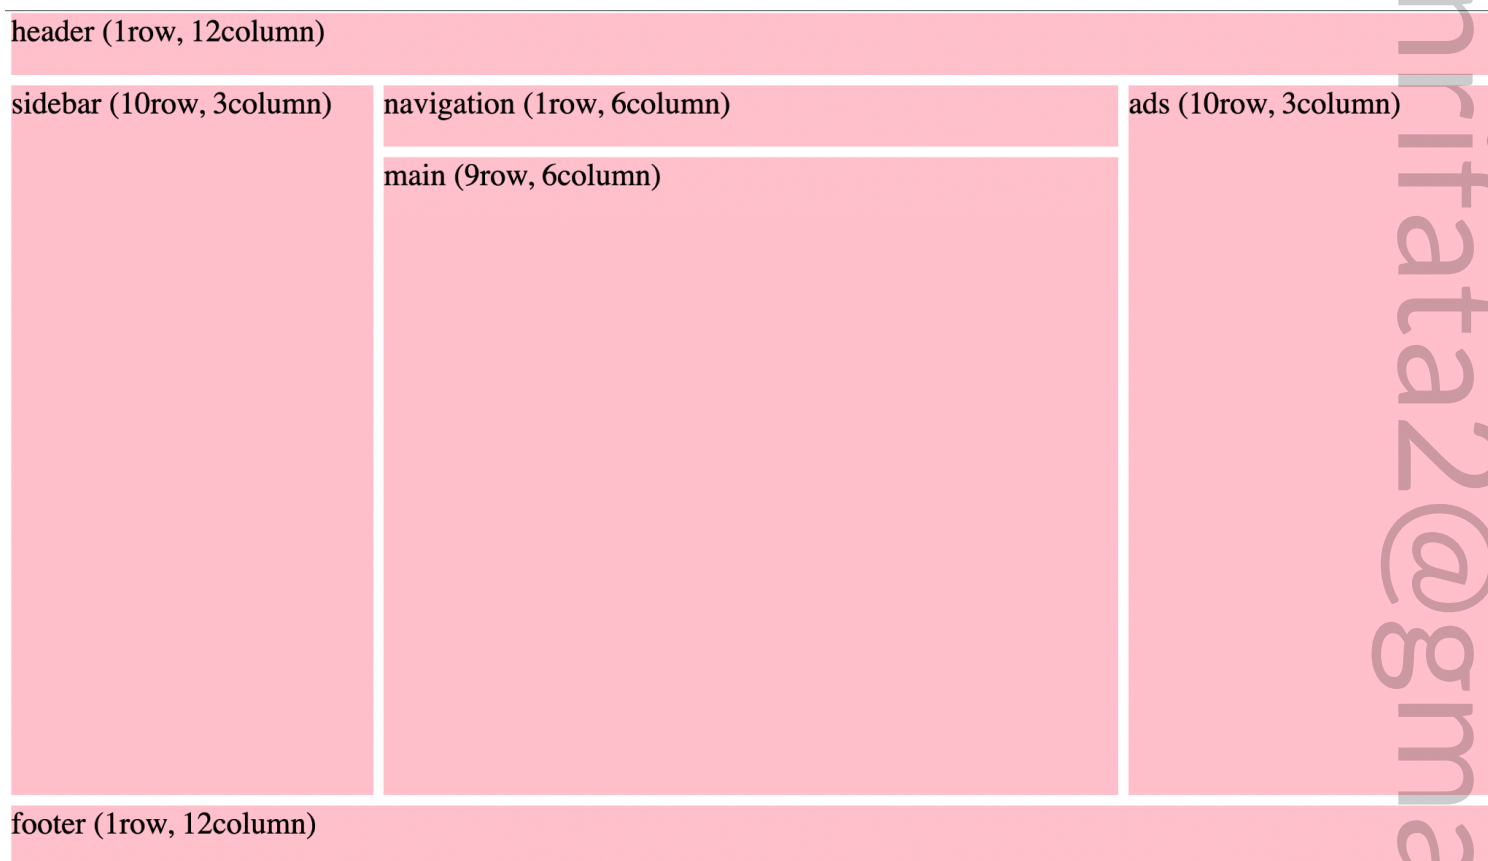 header (1row, 12column)
sidebar (10row, 3column)
navigation (1row, 6column)
ads (10row, 3column)
main (9row, 6column)
footer (1row, 12column)